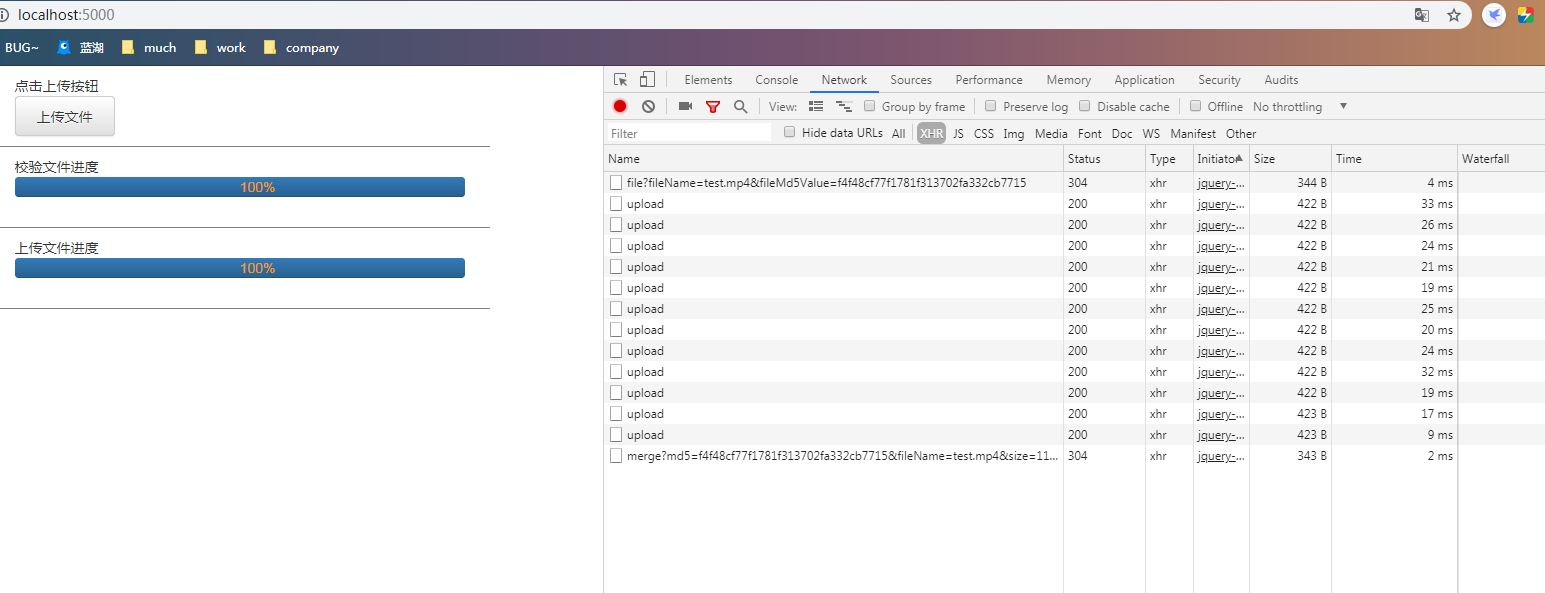 localhost:5000
BUG~ 蓝湖 much work company
点击上传按钮
上传文件
校验文件进度
100%
上传文件进度
100%
Elements Console Network Sources Performance Memory Application Security Audits
View: Group by frame Preserve log Disable cache Offline No throttling ▼
Filter Hide data URLs All XHR JS CSS Img Media Font Doc WS Manifest Other
Name Status Type Initiato▲ Size Time Waterfall
file?fileName=test.mp4&fileMd5Value=f4f48cf77f1781f313702fa332cb7715 304 xhr jquery-... 344 B 4 ms
upload 200 xhr jquery-... 422 B 33 ms
upload 200 xhr jquery-... 422 B 26 ms
upload 200 xhr jquery-... 422 B 24 ms
upload 200 xhr jquery-... 422 B 21 ms
upload 200 xhr jquery-... 422 B 19 ms
upload 200 xhr jquery-... 422 B 25 ms
upload 200 xhr jquery-... 422 B 20 ms
upload 200 xhr jquery-... 422 B 24 ms
upload 200 xhr jquery-... 422 B 32 ms
upload 200 xhr jquery-... 422 B 19 ms
upload 200 xhr jquery-... 423 B 17 ms
upload 200 xhr jquery-... 423 B 9 ms
merge?md5=f4f48cf77f1781f313702fa332cb7715&fileName=test.mp4&size=11... 304 xhr jquery-... 343 B 2 ms